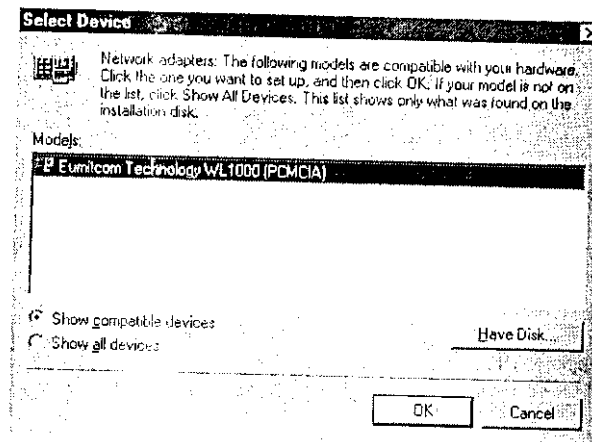 Select Device
Network adapters: The following models are compatible with your hardware.
Click the one you want to set up, and then click OK. If your model is not on
the list, click Show All Devices. This list shows only what was found on the
installation disk.
Models:
Eumitcom Technology WL1000 (PCMCIA)
Show compatible devices
Show all devices
Have Disk...
OK
Cancel